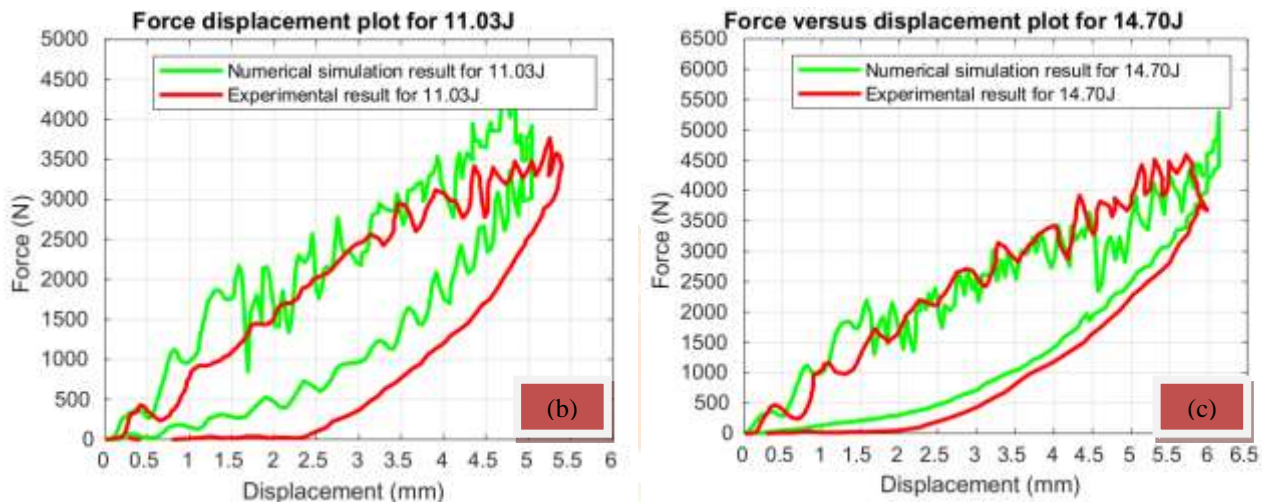 Force displacement plot for 11.03J
5000
4500
4000
3500
3000
2500
2000
1500
1000
500
0
Force (N)
Numerical simulation result for 11.03J
Experimental result for 11.03J
(b)
0 0.5 1 1.5 2 2.5 3 3.5 4 4.5 5 5.5 6
Displacement (mm)
Force versus displacement plot for 14.70J
6500
6000
5500
5000
4500
4000
3500
3000
2500
2000
1500
1000
500
0
Force (N)
Numerical simulation result for 14.70J
Experimental result for 14.70J
(c)
0 0.5 1 1.5 2 2.5 3 3.5 4 4.5 5 5.5 6 6.5
Displacement (mm)